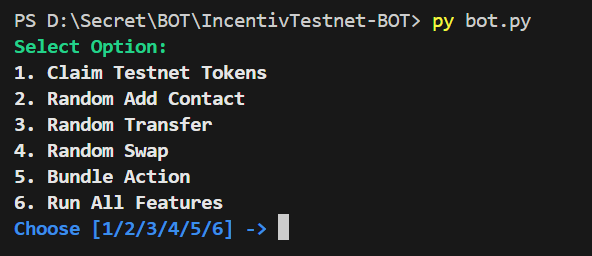 PS D:\Secret\BOT\IncentivTestnet-BOT> py bot.py
Select Option:
1. Claim Testnet Tokens
2. Random Add Contact
3. Random Transfer
4. Random Swap
5. Bundle Action
6. Run All Features
Choose [1/2/3/4/5/6] ->